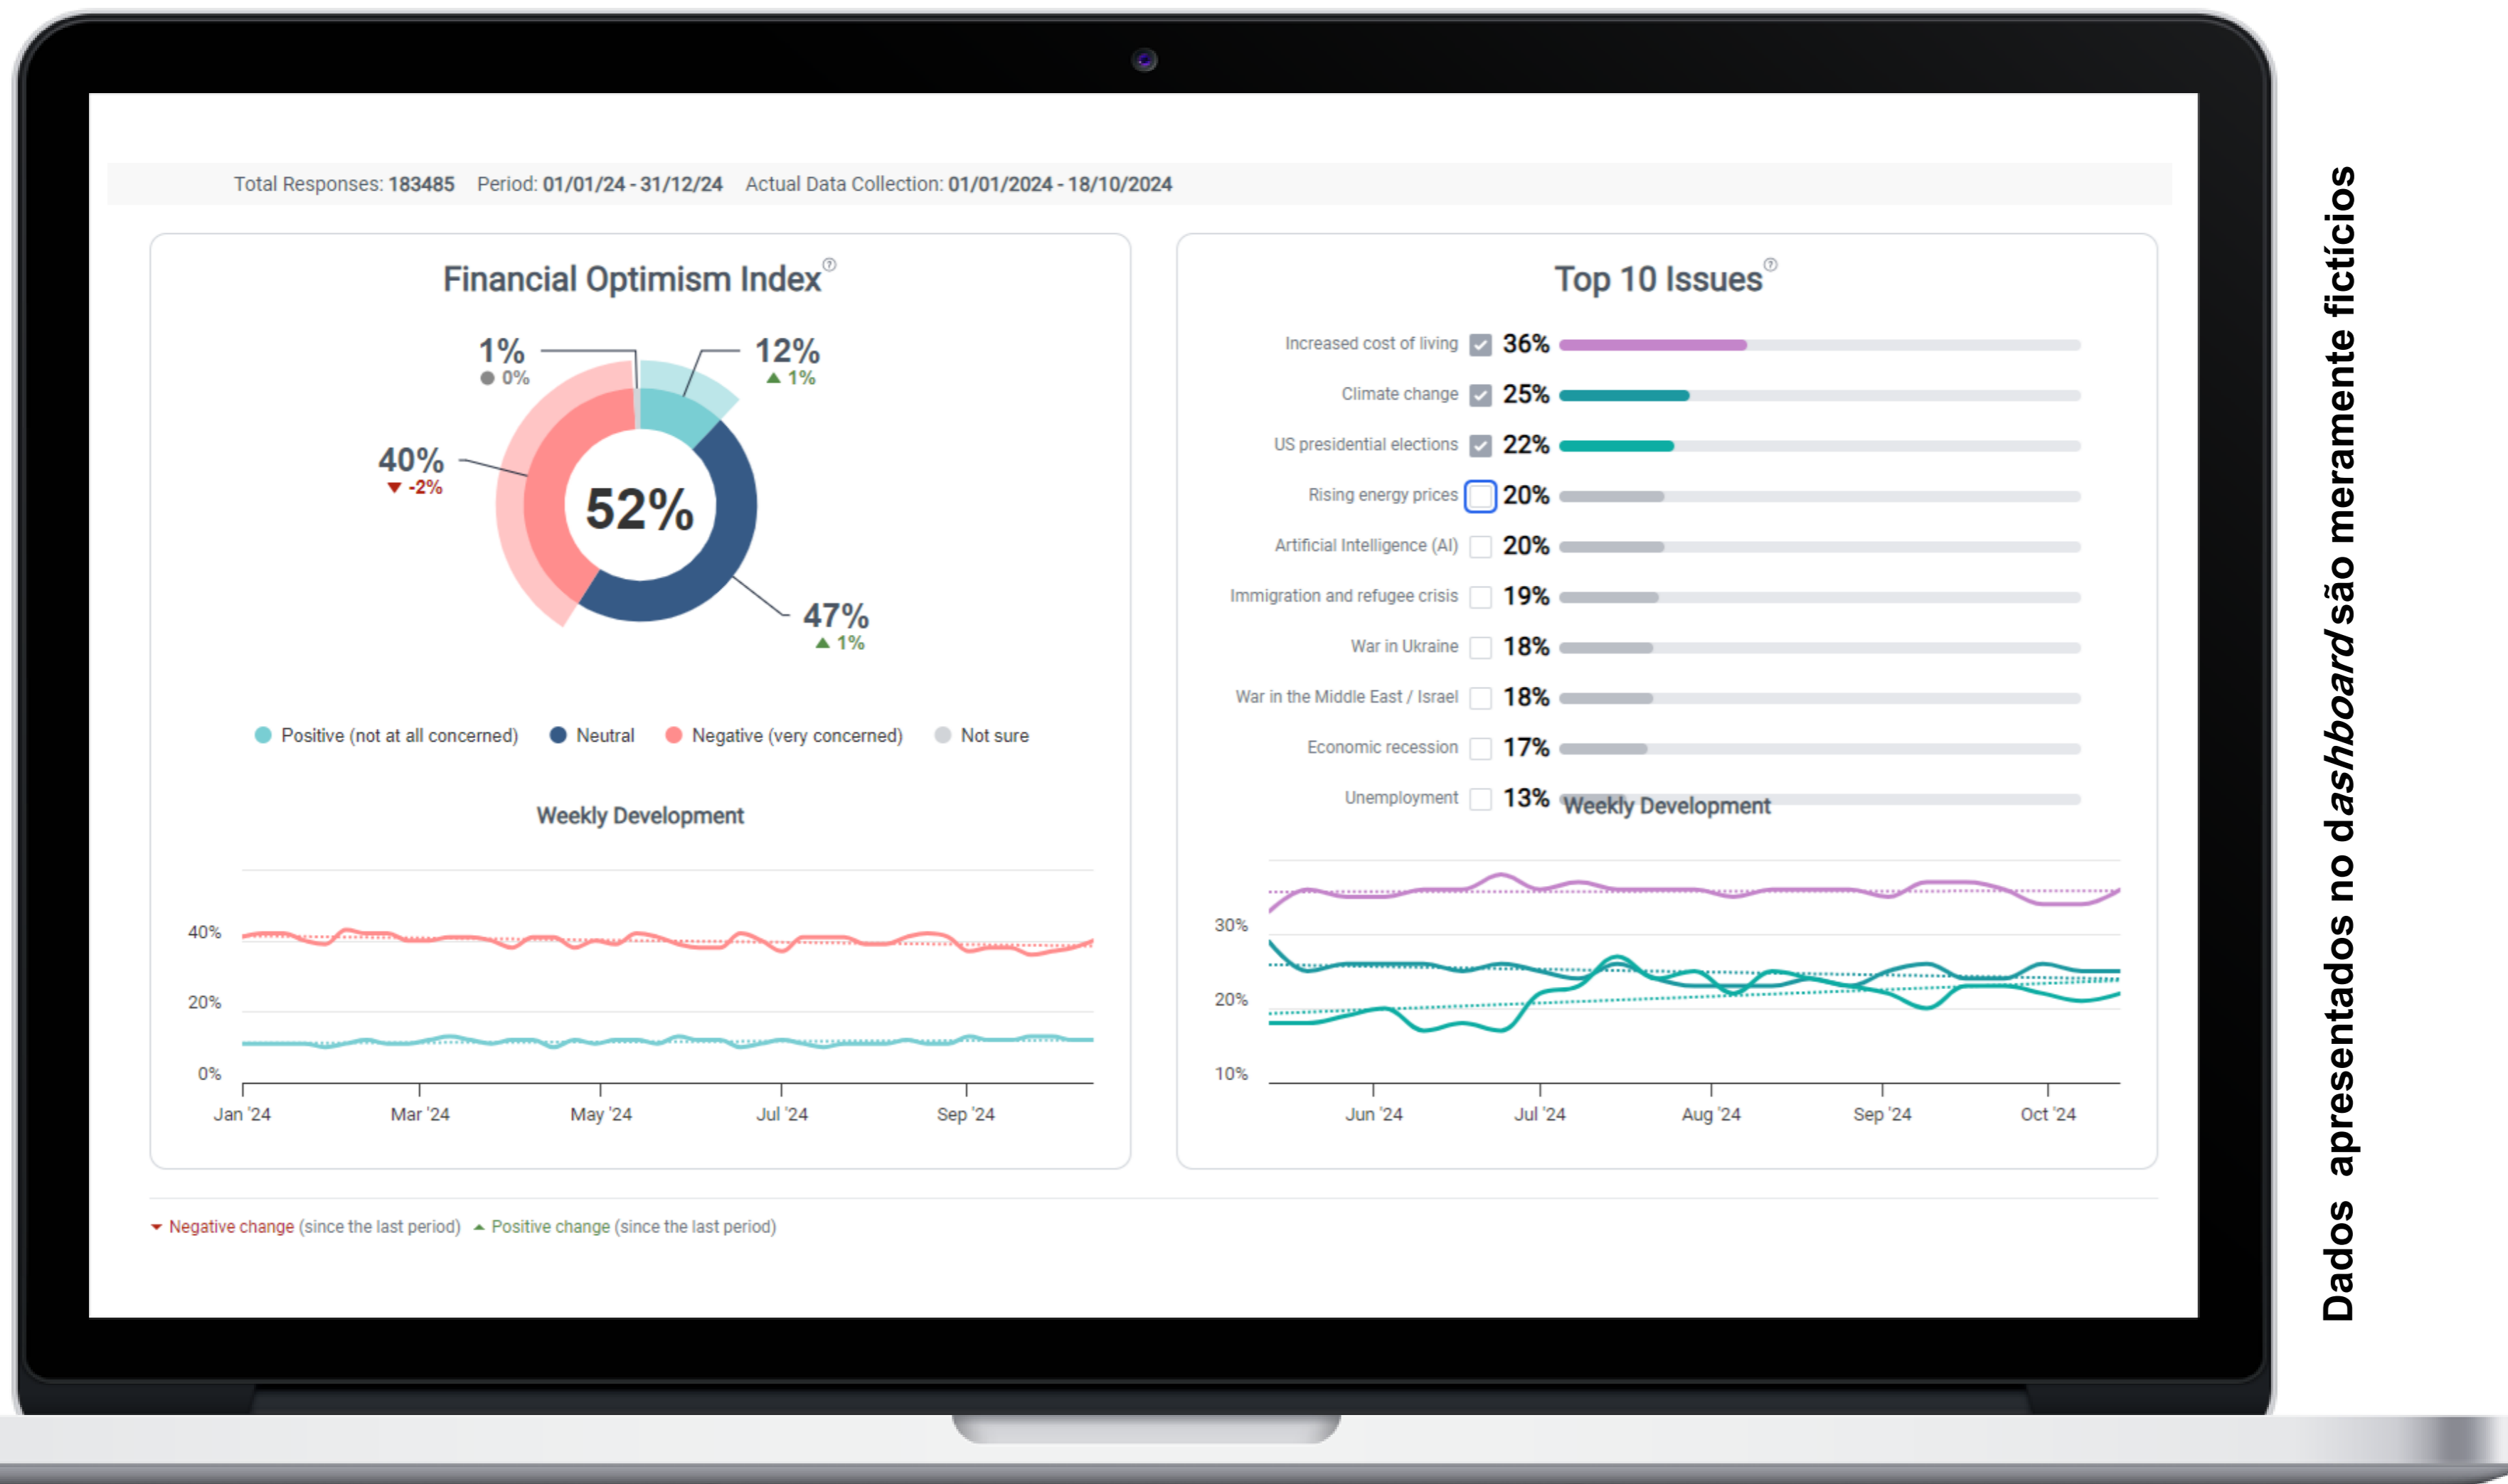 Total Responses: 183485 Period: 01/01/24 - 31/12/24 Actual Data Collection: 01/01/2024 - 18/10/2024
Financial Optimism Index
1%
0%
12%
▲ 1%
40%
▼ -2%
52%
47%
▲ 1%
Positive (not at all concerned) Neutral Negative (very concerned) Not sure
Weekly Development
40%
20%
0%
Jan '24 Mar '24 May '24 Jul '24 Sep '24
Top 10 Issues
Increased cost of living 36%
Climate change 25%
US presidential elections 22%
Rising energy prices 20%
Artificial Intelligence (AI) 20%
Immigration and refugee crisis 19%
War in Ukraine 18%
War in the Middle East / Israel 18%
Economic recession 17%
Unemployment 13%
Weekly Development
30%
20%
10%
Jun '24 Jul '24 Aug '24 Sep '24 Oct '24
▼ Negative change (since the last period) ▲ Positive change (since the last period)
Dados apresentados no dashboard são meramente fictícios